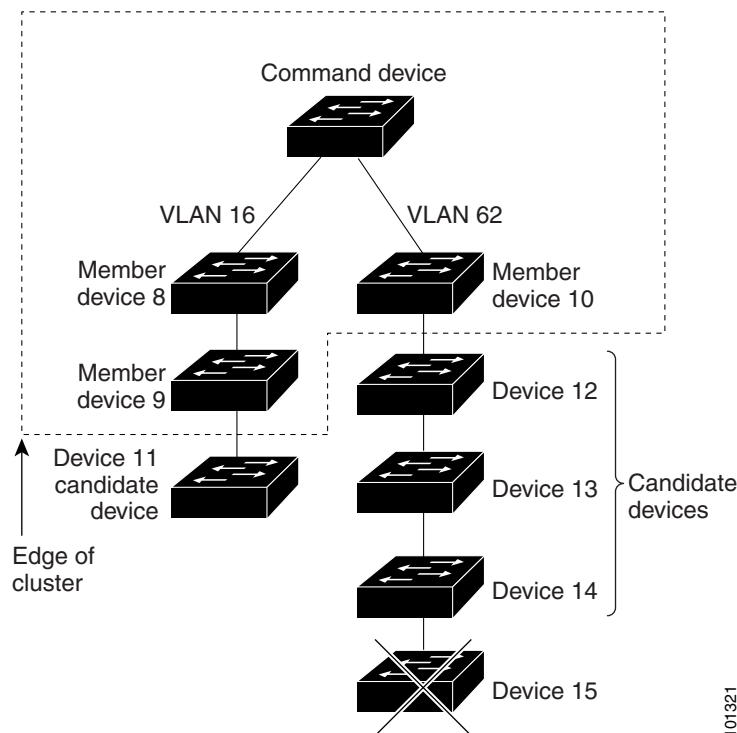 Command device
VLAN 16
VLAN 62
Member
device 8
Member
device 10
Member
device 9
Device 12
Device 11
candidate
device
Device 13
Candidate
devices
Edge of
cluster
Device 14
Device 15
101321